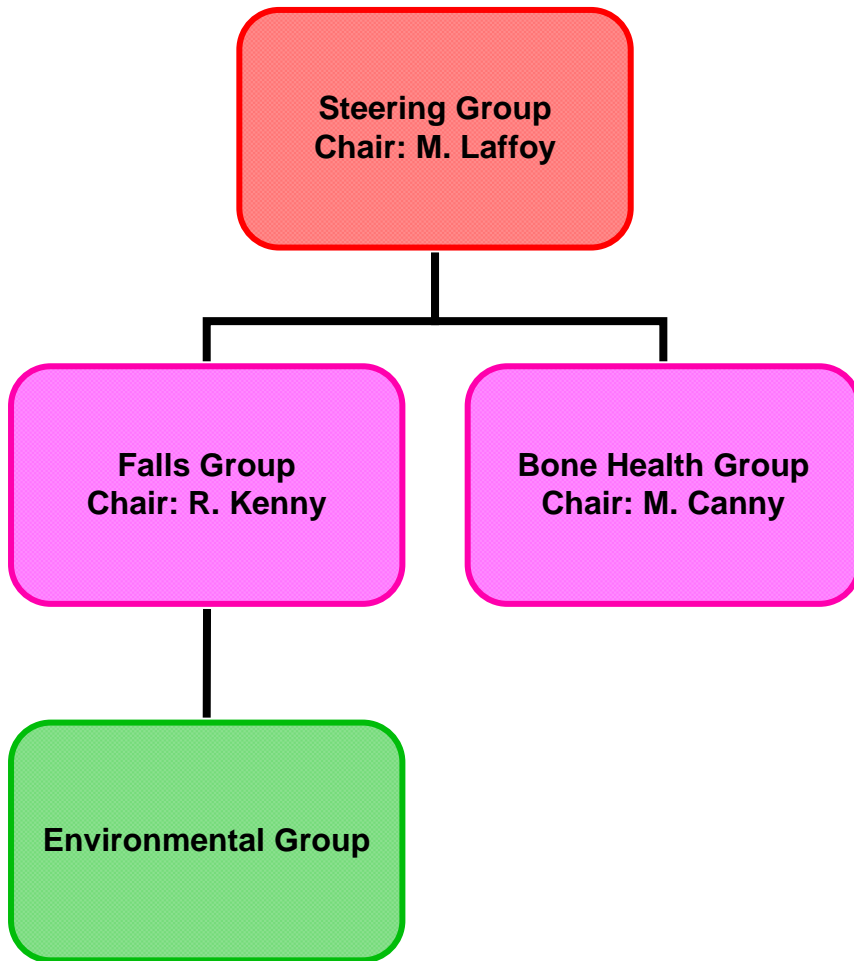 Steering Group
Chair: M. Laffoy
Falls Group
Chair: R. Kenny
Bone Health Group
Chair: M. Canny
Environmental Group